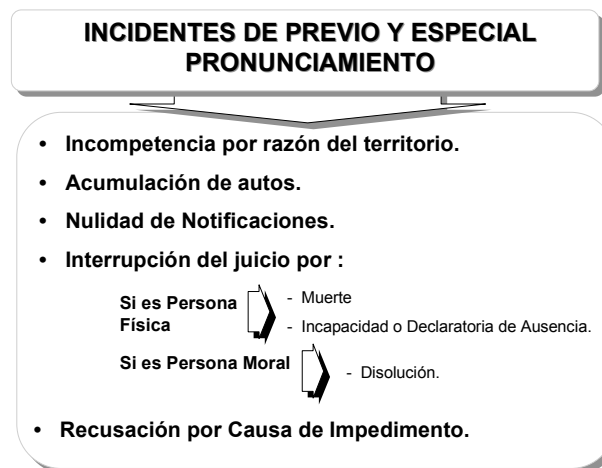 INCIDENTES DE PREVIO Y ESPECIAL
PRONUNCIAMIENTO
• Incompetencia por razón del territorio.
• Acumulación de autos.
• Nulidad de Notificaciones.
• Interrupción del juicio por :
Si es Persona
Física
- Muerte
- Incapacidad o Declaratoria de Ausencia.
Si es Persona Moral
- Disolución.
• Recusación por Causa de Impedimento.